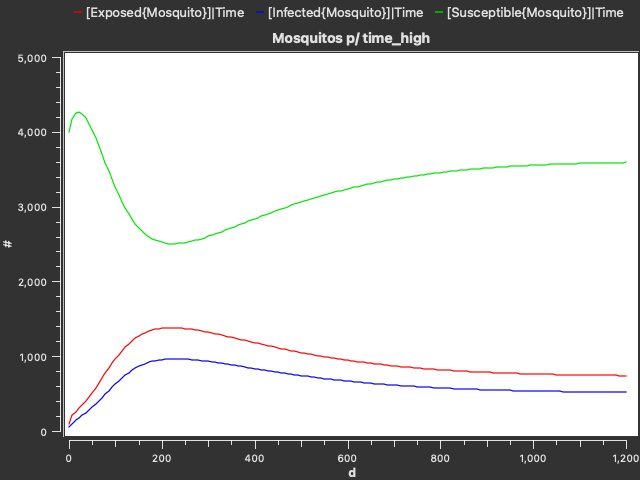 [Exposed{Mosquito}]|Time [Infected{Mosquito}]|Time [Susceptible{Mosquito}]|Time
Mosquitos p/ time_high
5,000
4,000
3,000
2,000
1,000
0
#
0 200 400 600 800 1,000 1,200
d